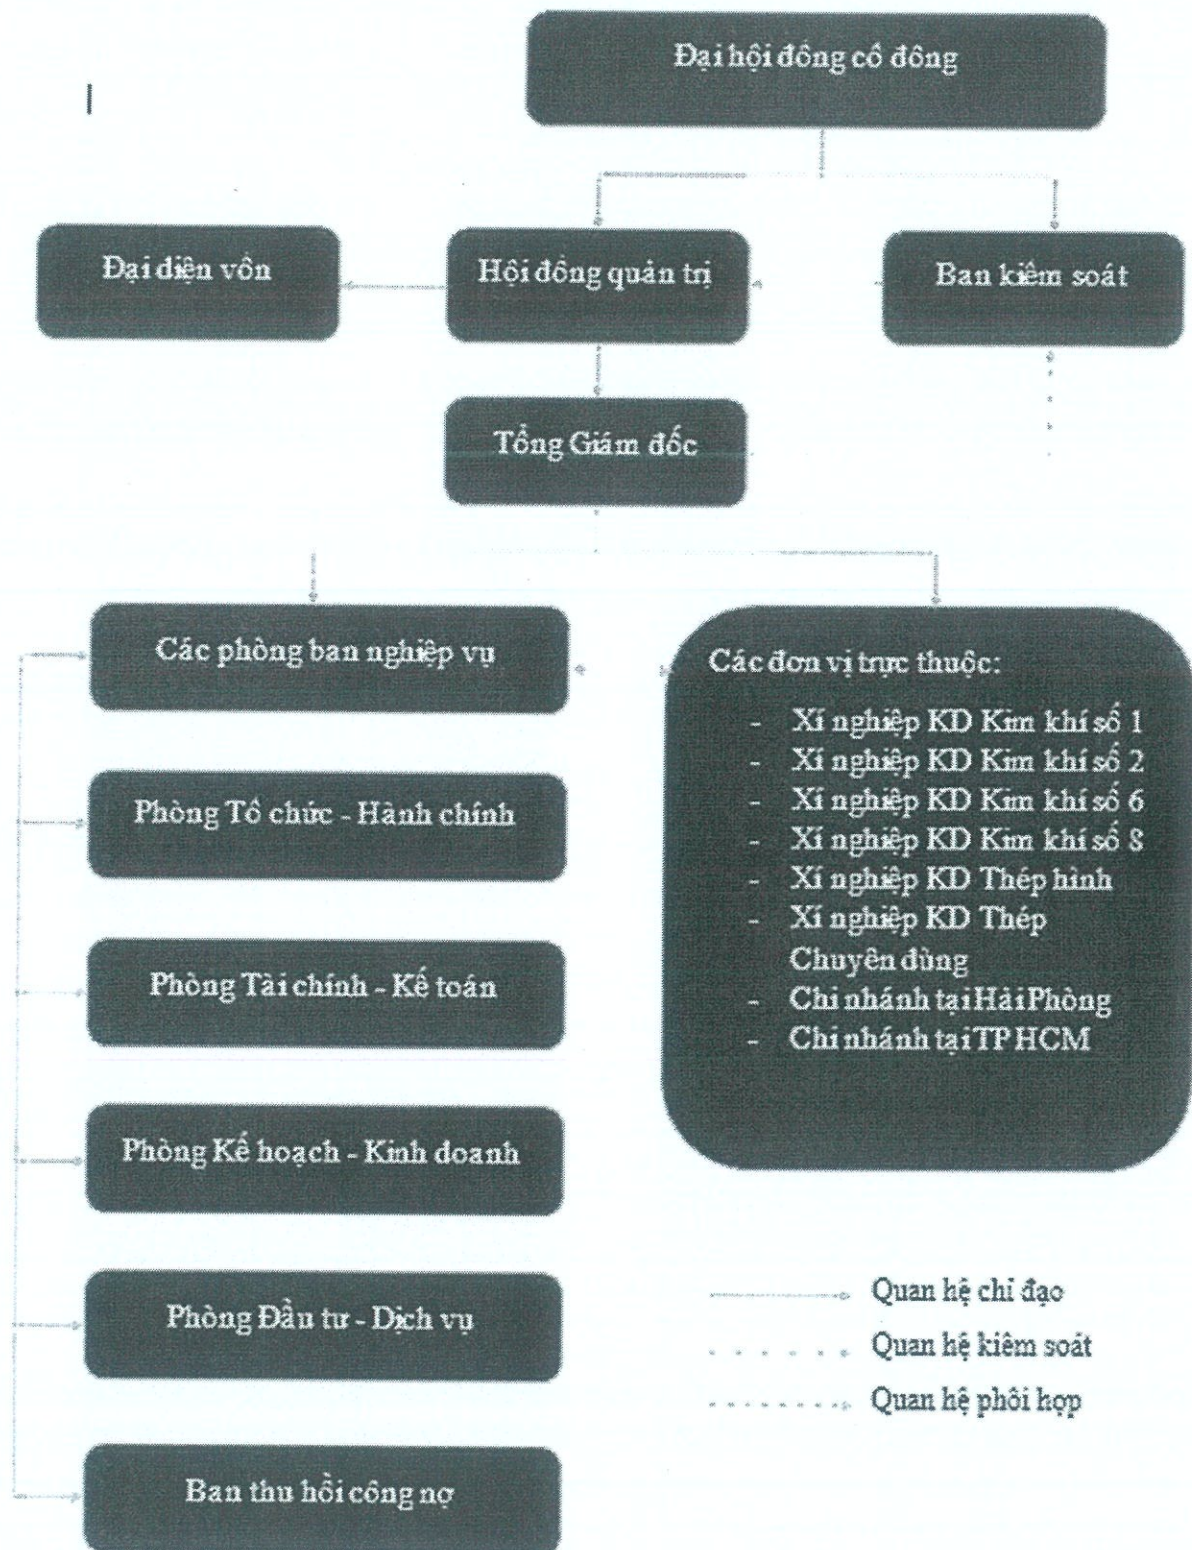 Đại hội đồng cổ đông
Đại diện vốn
Hội đồng quản trị
Ban kiểm soát
Tổng Giám đốc
Các phòng ban nghiệp vụ
Phòng Tổ chức - Hành chính
Phòng Tài chính - Kế toán
Phòng Kế hoạch - Kinh doanh
Phòng Đầu tư - Dịch vụ
Ban thu hồi công nợ
Các đơn vị trực thuộc:
- Xí nghiệp KD Kim khí số 1
- Xí nghiệp KD Kim khí số 2
- Xí nghiệp KD Kim khí số 6
- Xí nghiệp KD Kim khí số 8
- Xí nghiệp KD Thép hình
- Xí nghiệp KD Thép
Chuyên dùng
- Chi nhánh tại Hải Phòng
- Chi nhánh tại TP HCM
Quan hệ chỉ đạo
Quan hệ kiểm soát
Quan hệ phối hợp